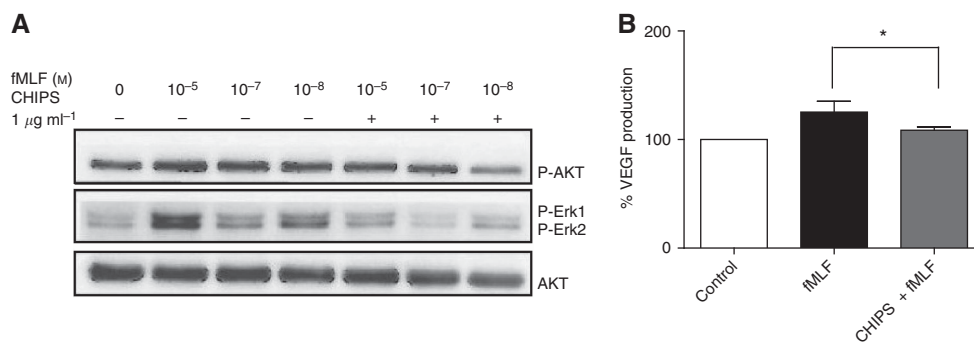 A
fMLF (M) 0 10⁻⁵ 10⁻⁷ 10⁻⁸ 10⁻⁵ 10⁻⁷ 10⁻⁸
CHIPS
1 μg ml⁻¹ – – – – + + +
P-AKT
P-Erk1
P-Erk2
AKT
B
% VEGF production
200
100
0
*
Control
fMLF
CHIPS + fMLF